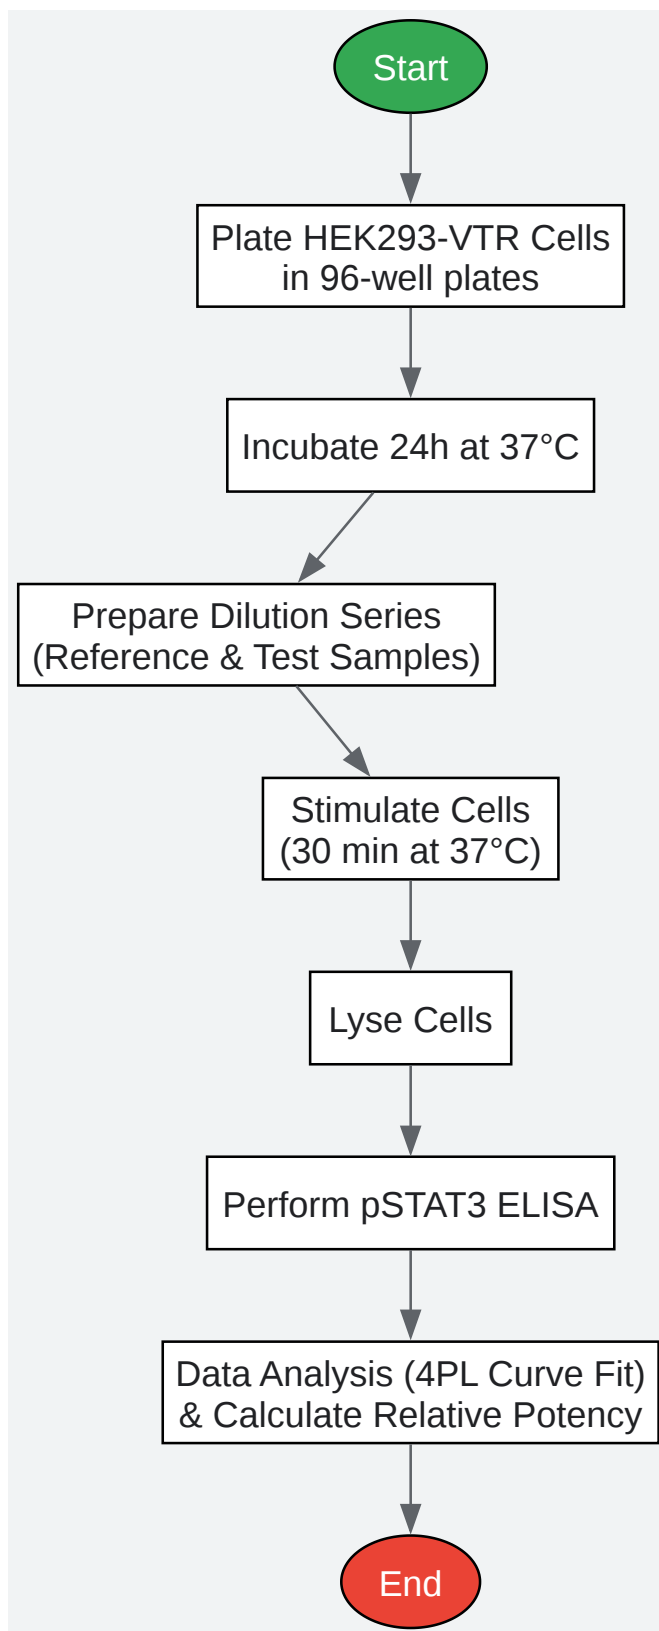 Start
Plate HEK293-VTR Cells
in 96-well plates
Incubate 24h at 37°C
Prepare Dilution Series
(Reference & Test Samples)
Stimulate Cells
(30 min at 37°C)
Lyse Cells
Perform pSTAT3 ELISA
Data Analysis (4PL Curve Fit)
& Calculate Relative Potency
End